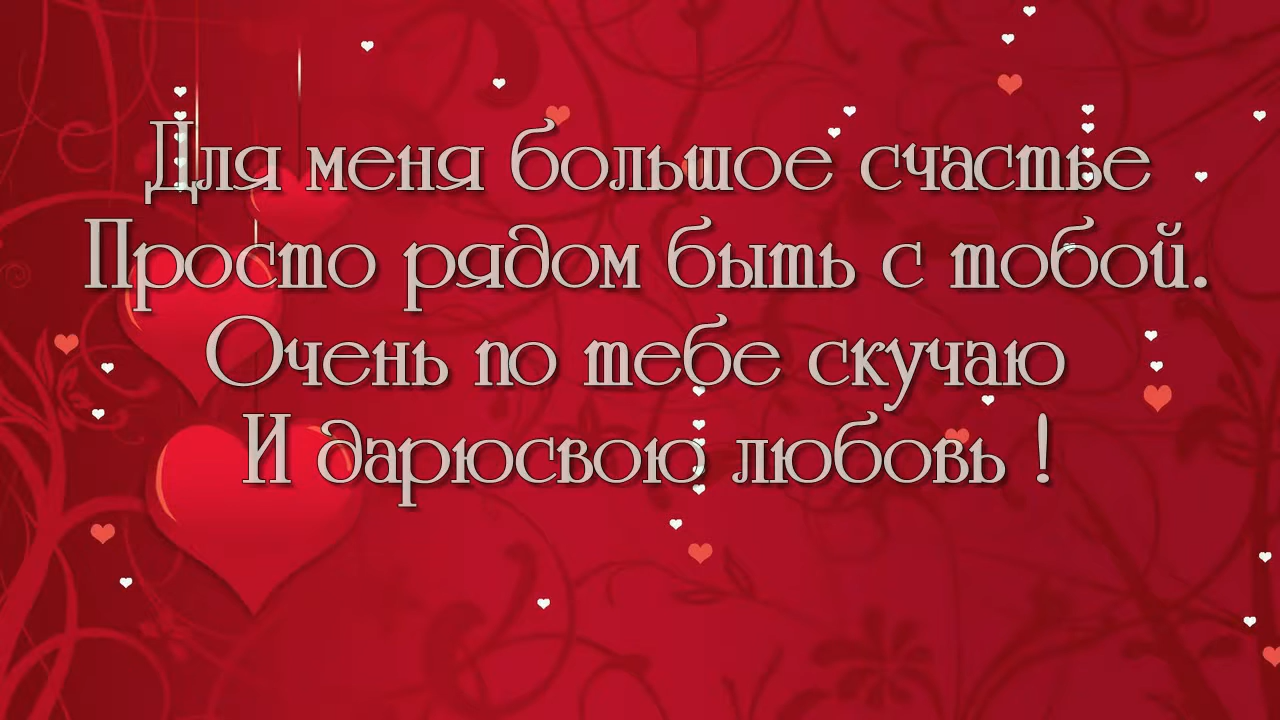 Для меня большое счастье
Просто рядом быть с тобой.
Очень по тебе скучаю
И дарюсвою любовь !